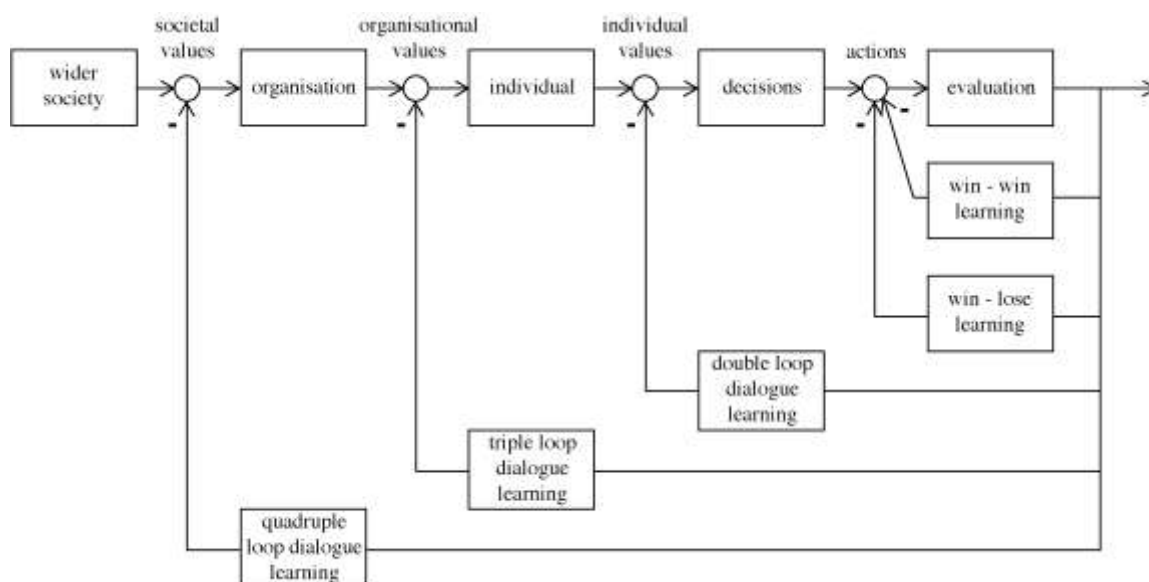 societal
values
organisational
values
individual
values
actions
wider
society
organisation
individual
decisions
evaluation
-
-
-
-
-
win - win
learning
win - lose
learning
double loop
dialogue
learning
triple loop
dialogue
learning
quadruple
loop dialogue
learning